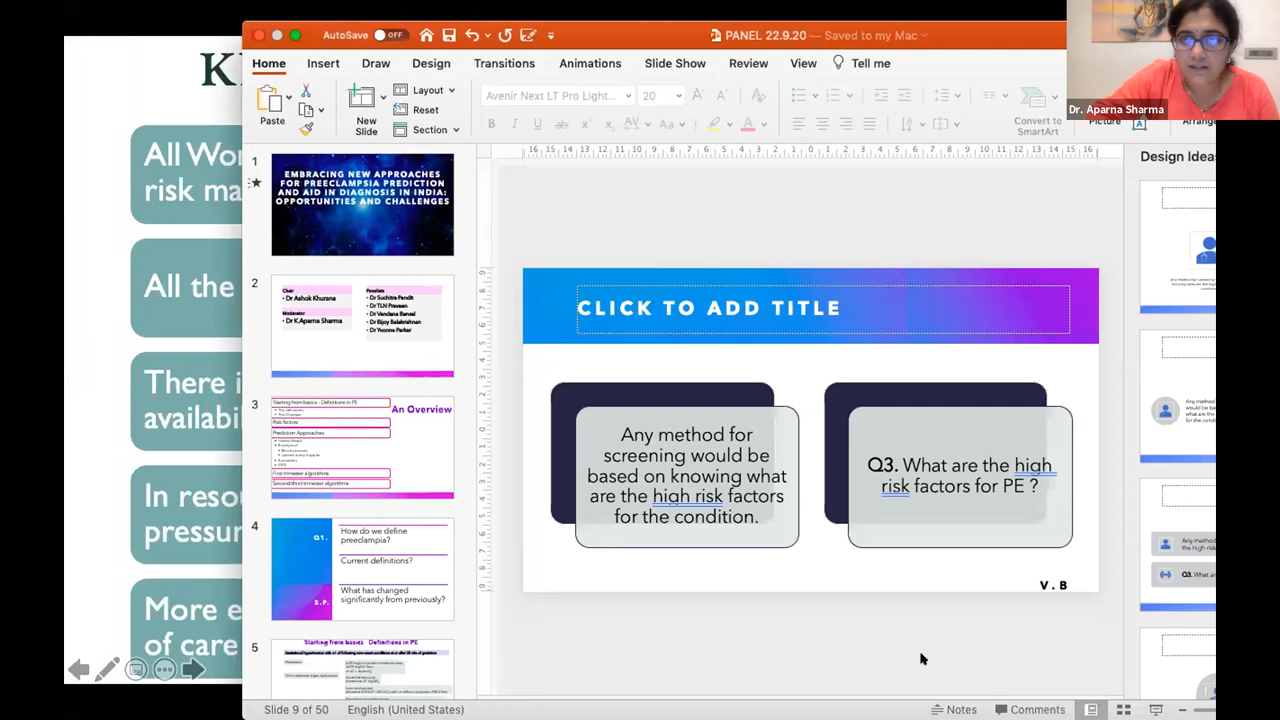 AutoSave OFF
PANEL 22.9.20 — Saved to my Mac
Home Insert Draw Design Transitions Animations Slide Show Review View Tell me
Paste
New
Slide
Layout
Reset
Section
Avenir Next LT Pro Light...
20
Convert to
SmartArt
Picture
Dr. Aparna Sharma
Design Ideas
1
EMBRACING NEW APPROACHES
FOR PREECLAMPSIA PREDICTION
AND AID IN DIAGNOSIS IN INDIA:
OPPORTUNITIES AND CHALLENGES
2
Chair
• Dr Ashok Khurana
Moderator
• Dr K Aparna Sharma
Panelists
• Dr Suchitra Pandit
• Dr TLN Praveen
• Dr Vandana Bansal
• Dr Bijoy Balakrishnan
• Dr Yvonne Parker
3
An Overview
Starting from basics : Definitions in PE
Risk factors
Prediction Approaches
First trimester algorithms
Second/third trimester algorithms
4
Q1.
How do we define
preeclampsia?
Current definitions?
What has changed
significantly from previously?
S.P.
5
Starting from basics Definitions in PE
CLICK TO ADD TITLE
Any method for
screening would be
based on knowing what
are the high risk factors
for the condition.
Q3. What are the high
risk factors for PE ?
V.B
All Wo
risk ma
All the
There i
availab
In reso
pressur
More e
of care
Slide 9 of 50
English (United States)
Notes
Comments